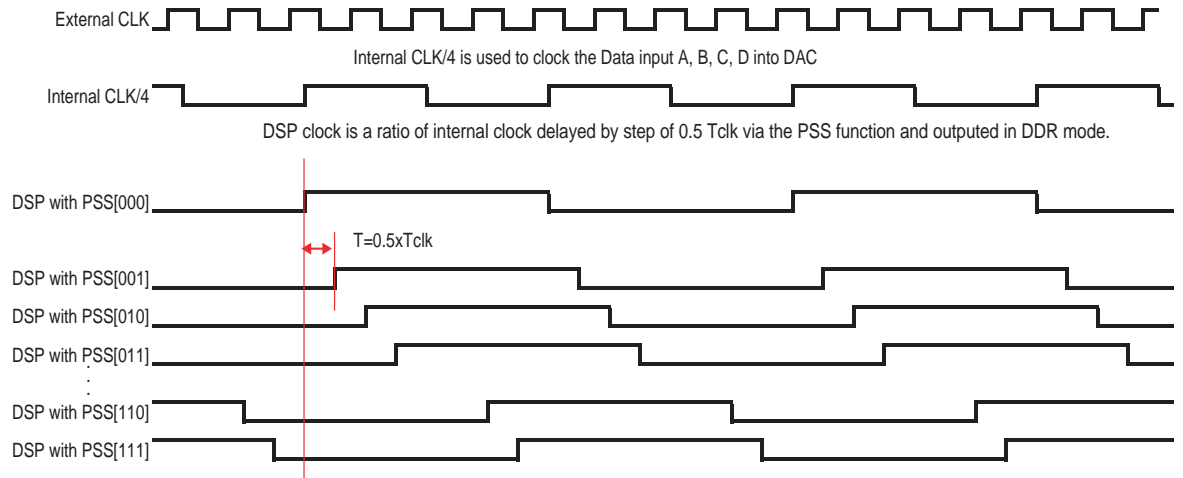 External CLK
Internal CLK/4 is used to clock the Data input A, B, C, D into DAC
Internal CLK/4
DSP clock is a ratio of internal clock delayed by step of 0.5 Tclk via the PSS function and outputed in DDR mode.
DSP with PSS[000]
T=0.5xTclk
DSP with PSS[001]
DSP with PSS[010]
DSP with PSS[011]
.
.
.
DSP with PSS[110]
DSP with PSS[111]